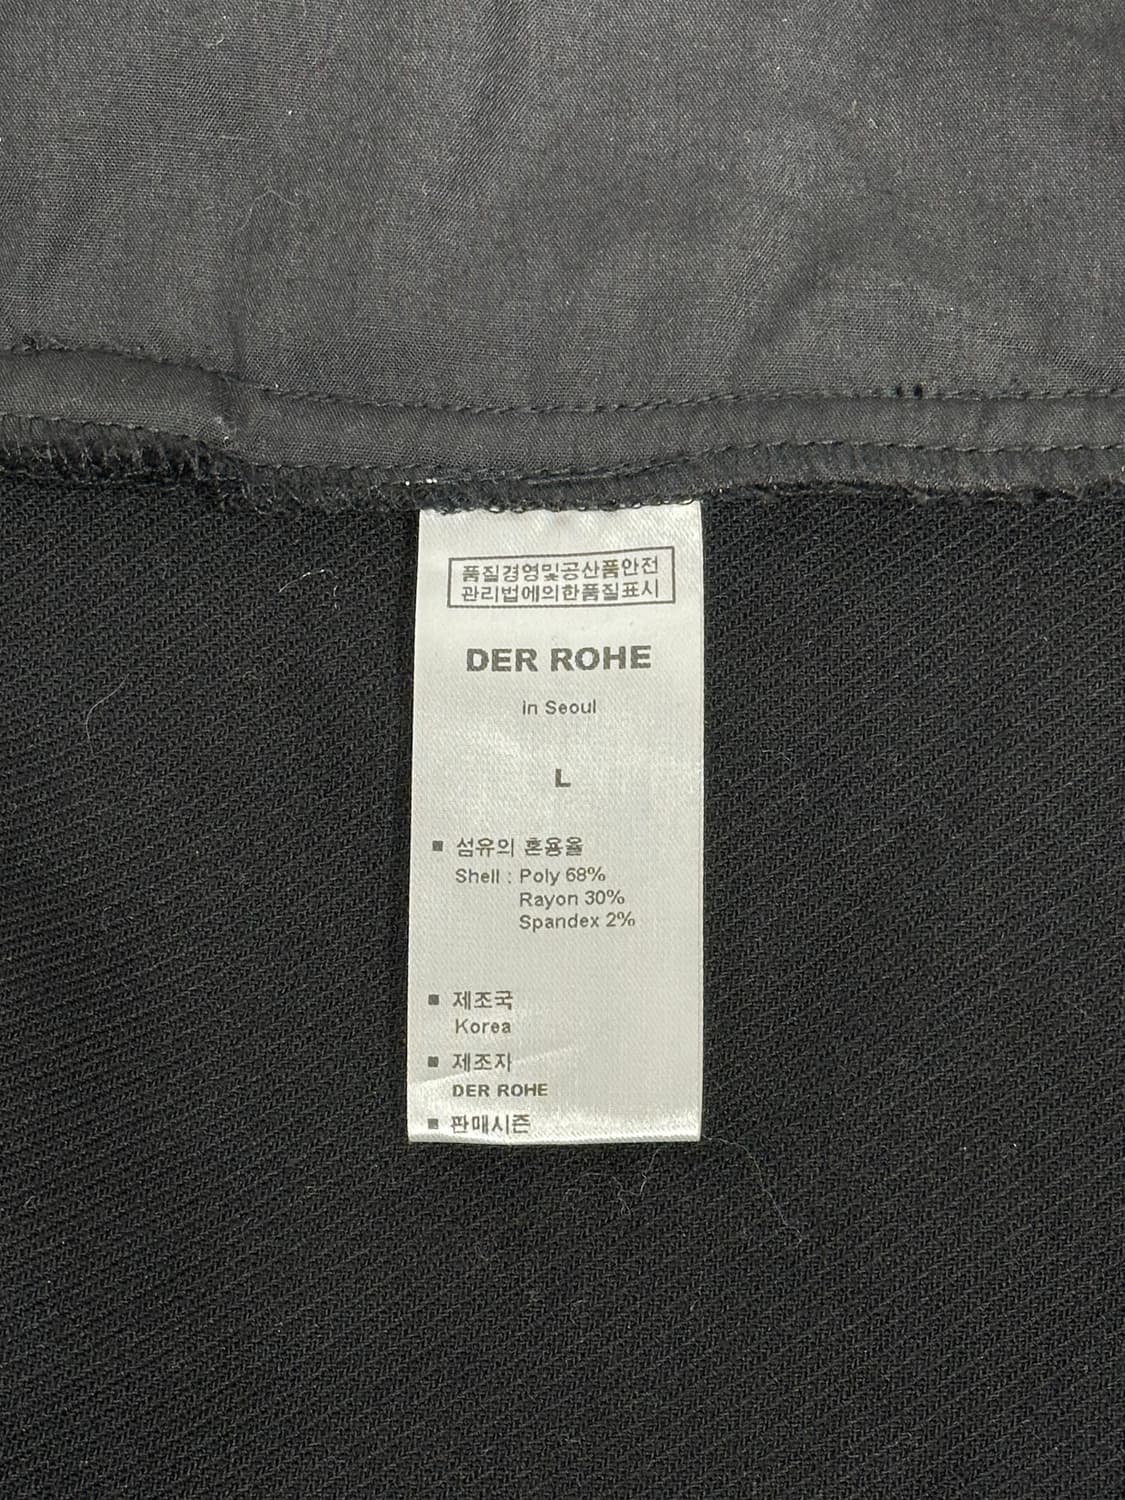 품질경영및공산품안전
관리법에의한품질표시
DER ROHE
in Seoul
L
▪ 섬유의 혼용율
Shell : Poly 68%
Rayon 30%
Spandex 2%
▪ 제조국
Korea
▪ 제조자
DER ROHE
▪ 판매시즌